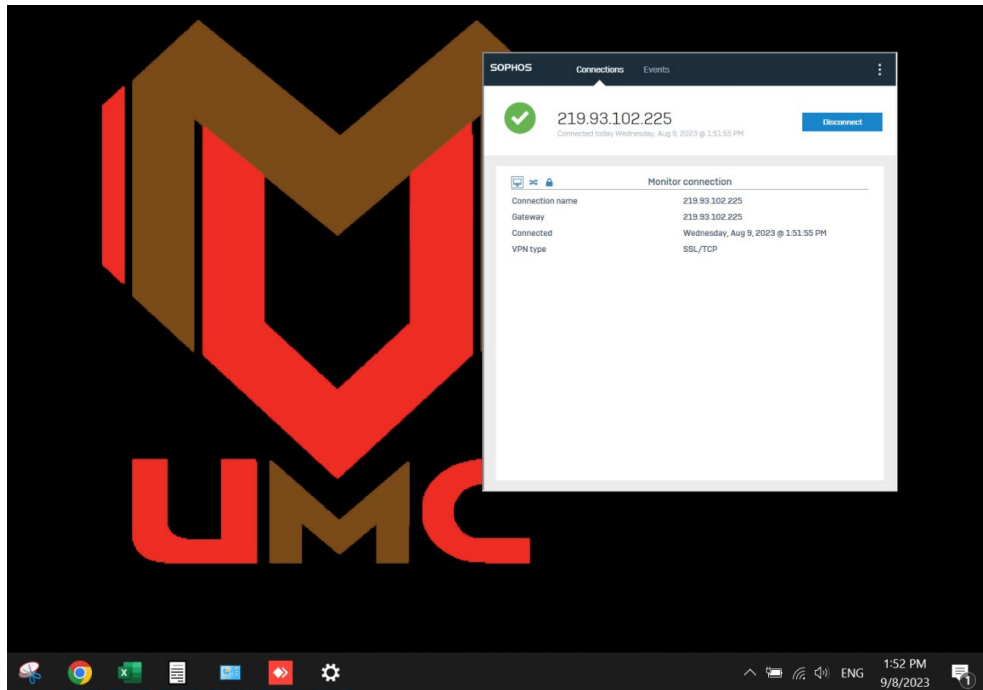 SOPHOS Connections Events
219.93.102.225
Connected today Wednesday, Aug 9, 2023 @ 1:51:55 PM
Disconnect
Monitor connection
Connection name 219.93.102.225
Gateway 219.93.102.225
Connected Wednesday, Aug 9, 2023 @ 1:51:55 PM
VPN type SSL/TCP
UMC
ENG
1:52 PM
9/8/2023
1